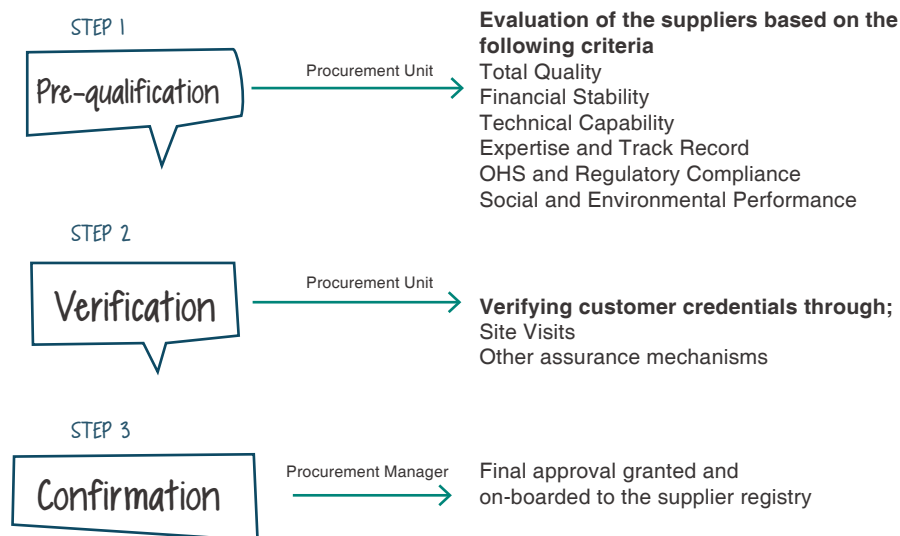 STEP 1
Pre-qualification
Procurement Unit
Evaluation of the suppliers based on the
following criteria
Total Quality
Financial Stability
Technical Capability
Expertise and Track Record
OHS and Regulatory Compliance
Social and Environmental Performance
STEP 2
Verification
Procurement Unit
Verifying customer credentials through;
Site Visits
Other assurance mechanisms
STEP 3
Confirmation
Procurement Manager
Final approval granted and
on-boarded to the supplier registry